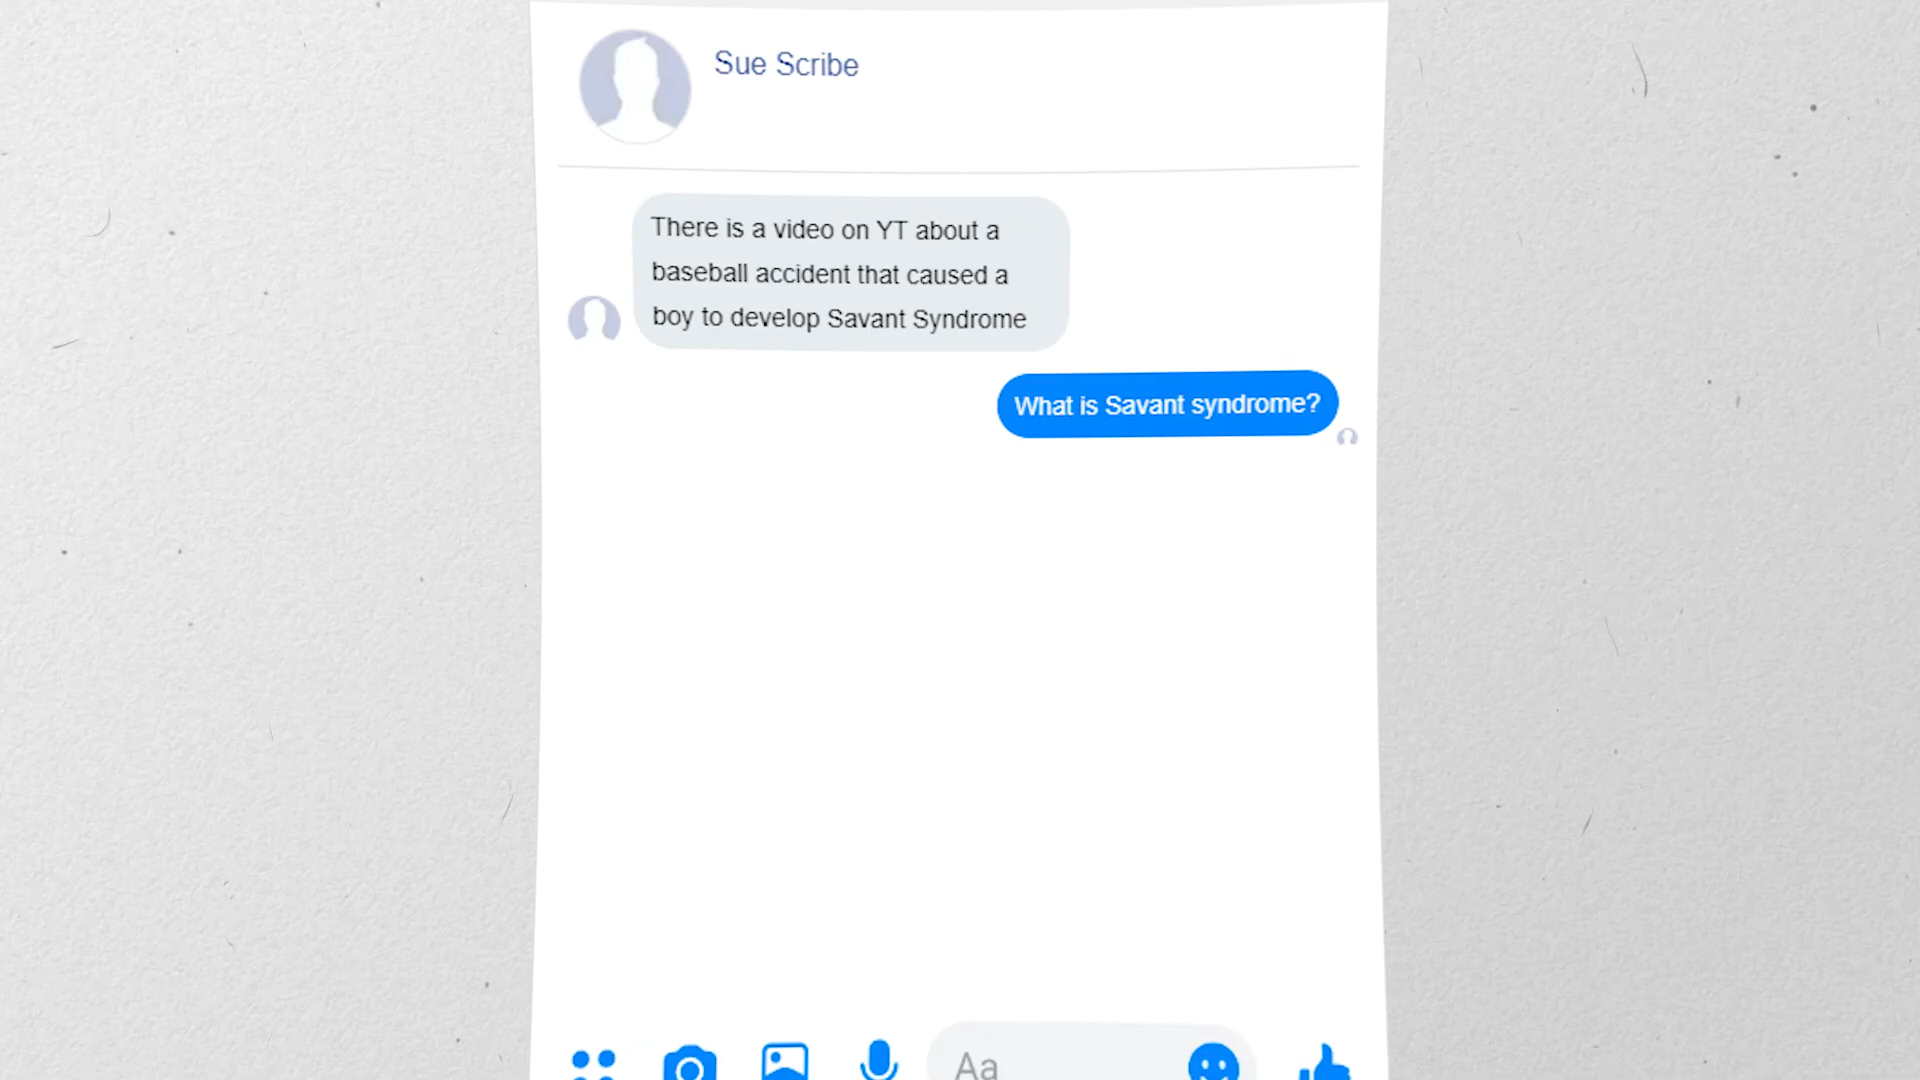 Sue Scribe
There is a video on YT about a
baseball accident that caused a
boy to develop Savant Syndrome
What is Savant syndrome?
Aa